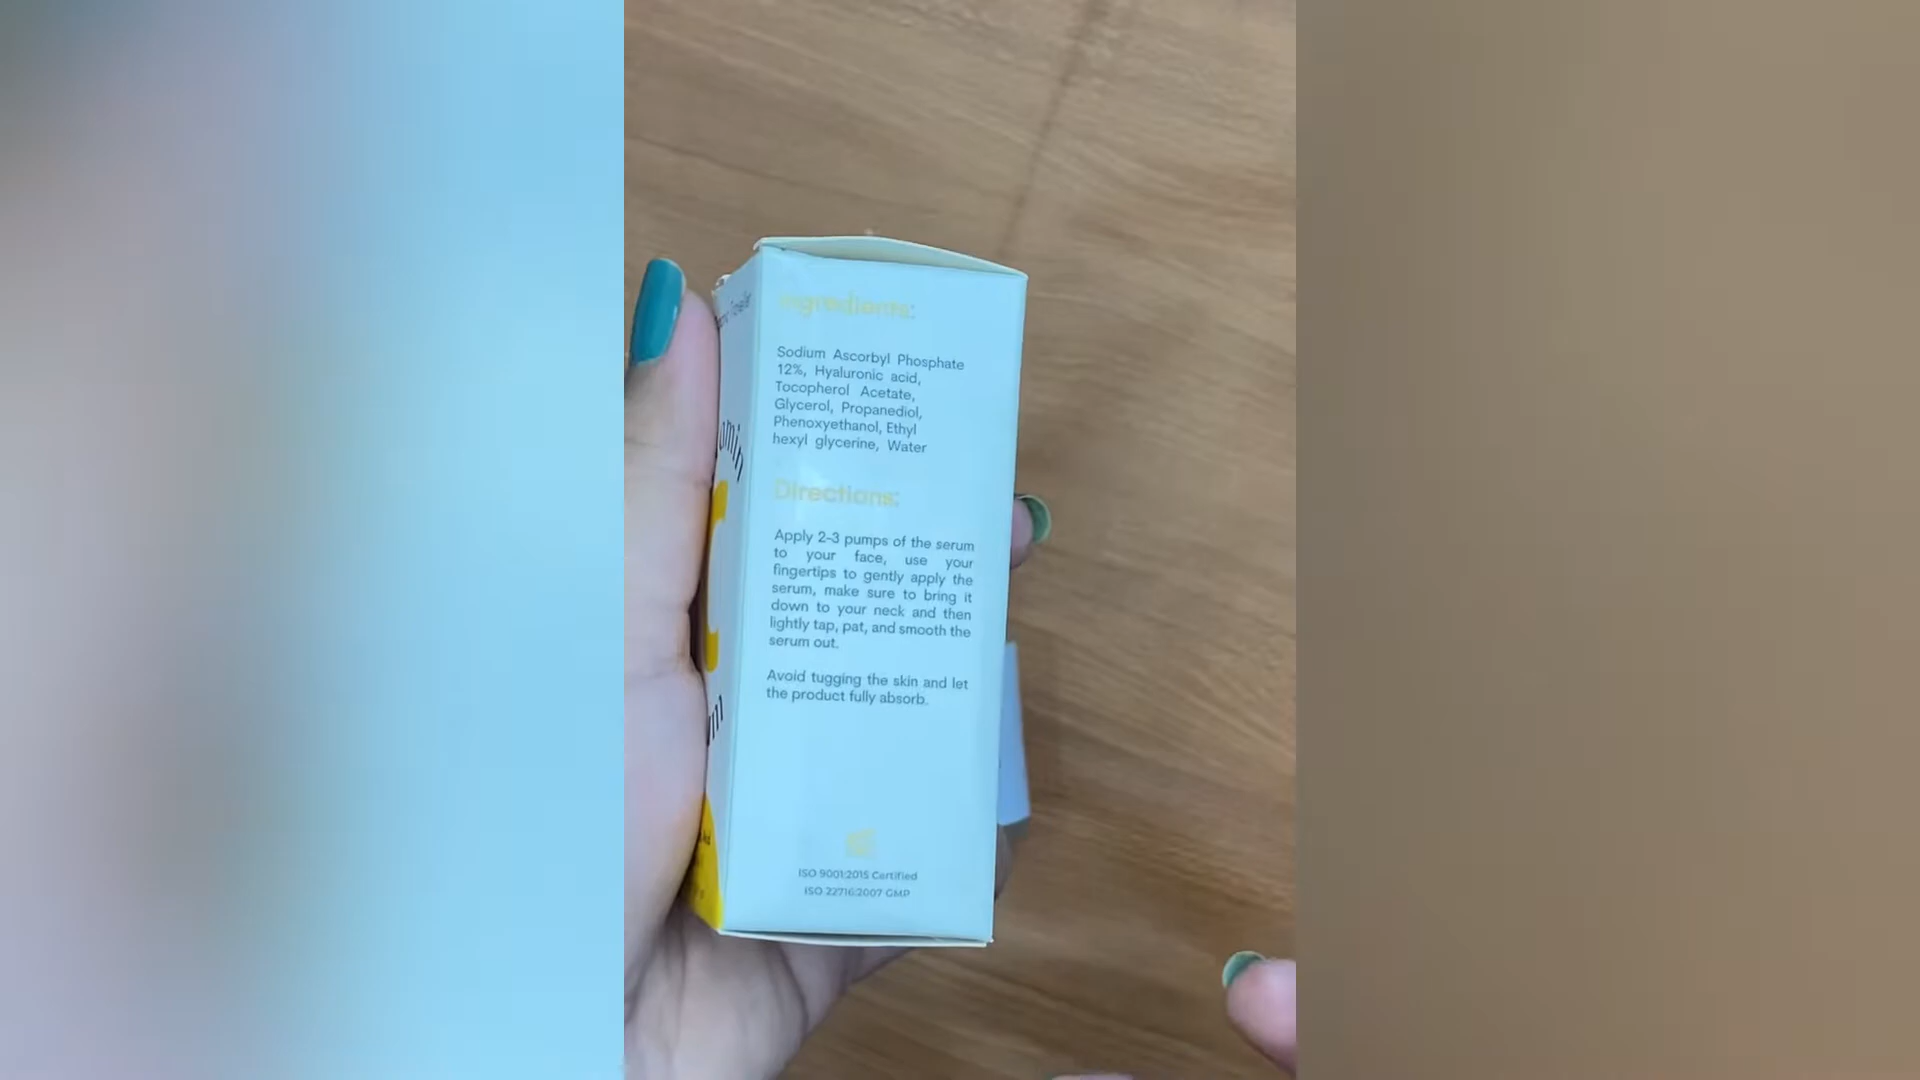 Ingredients:
Sodium Ascorbyl Phosphate
12%, Hyaluronic acid,
Tocopherol Acetate,
Glycerol, Propanediol,
Phenoxyethanol, Ethyl
hexyl glycerine, Water
Directions:
Apply 2-3 pumps of the serum
to your face, use your
fingertips to gently apply the
serum, make sure to bring it
down to your neck and then
lightly tap, pat, and smooth the
serum out.
Avoid tugging the skin and let
the product fully absorb.
ISO 9001:2015 Certified
ISO 22716:2007 GMP